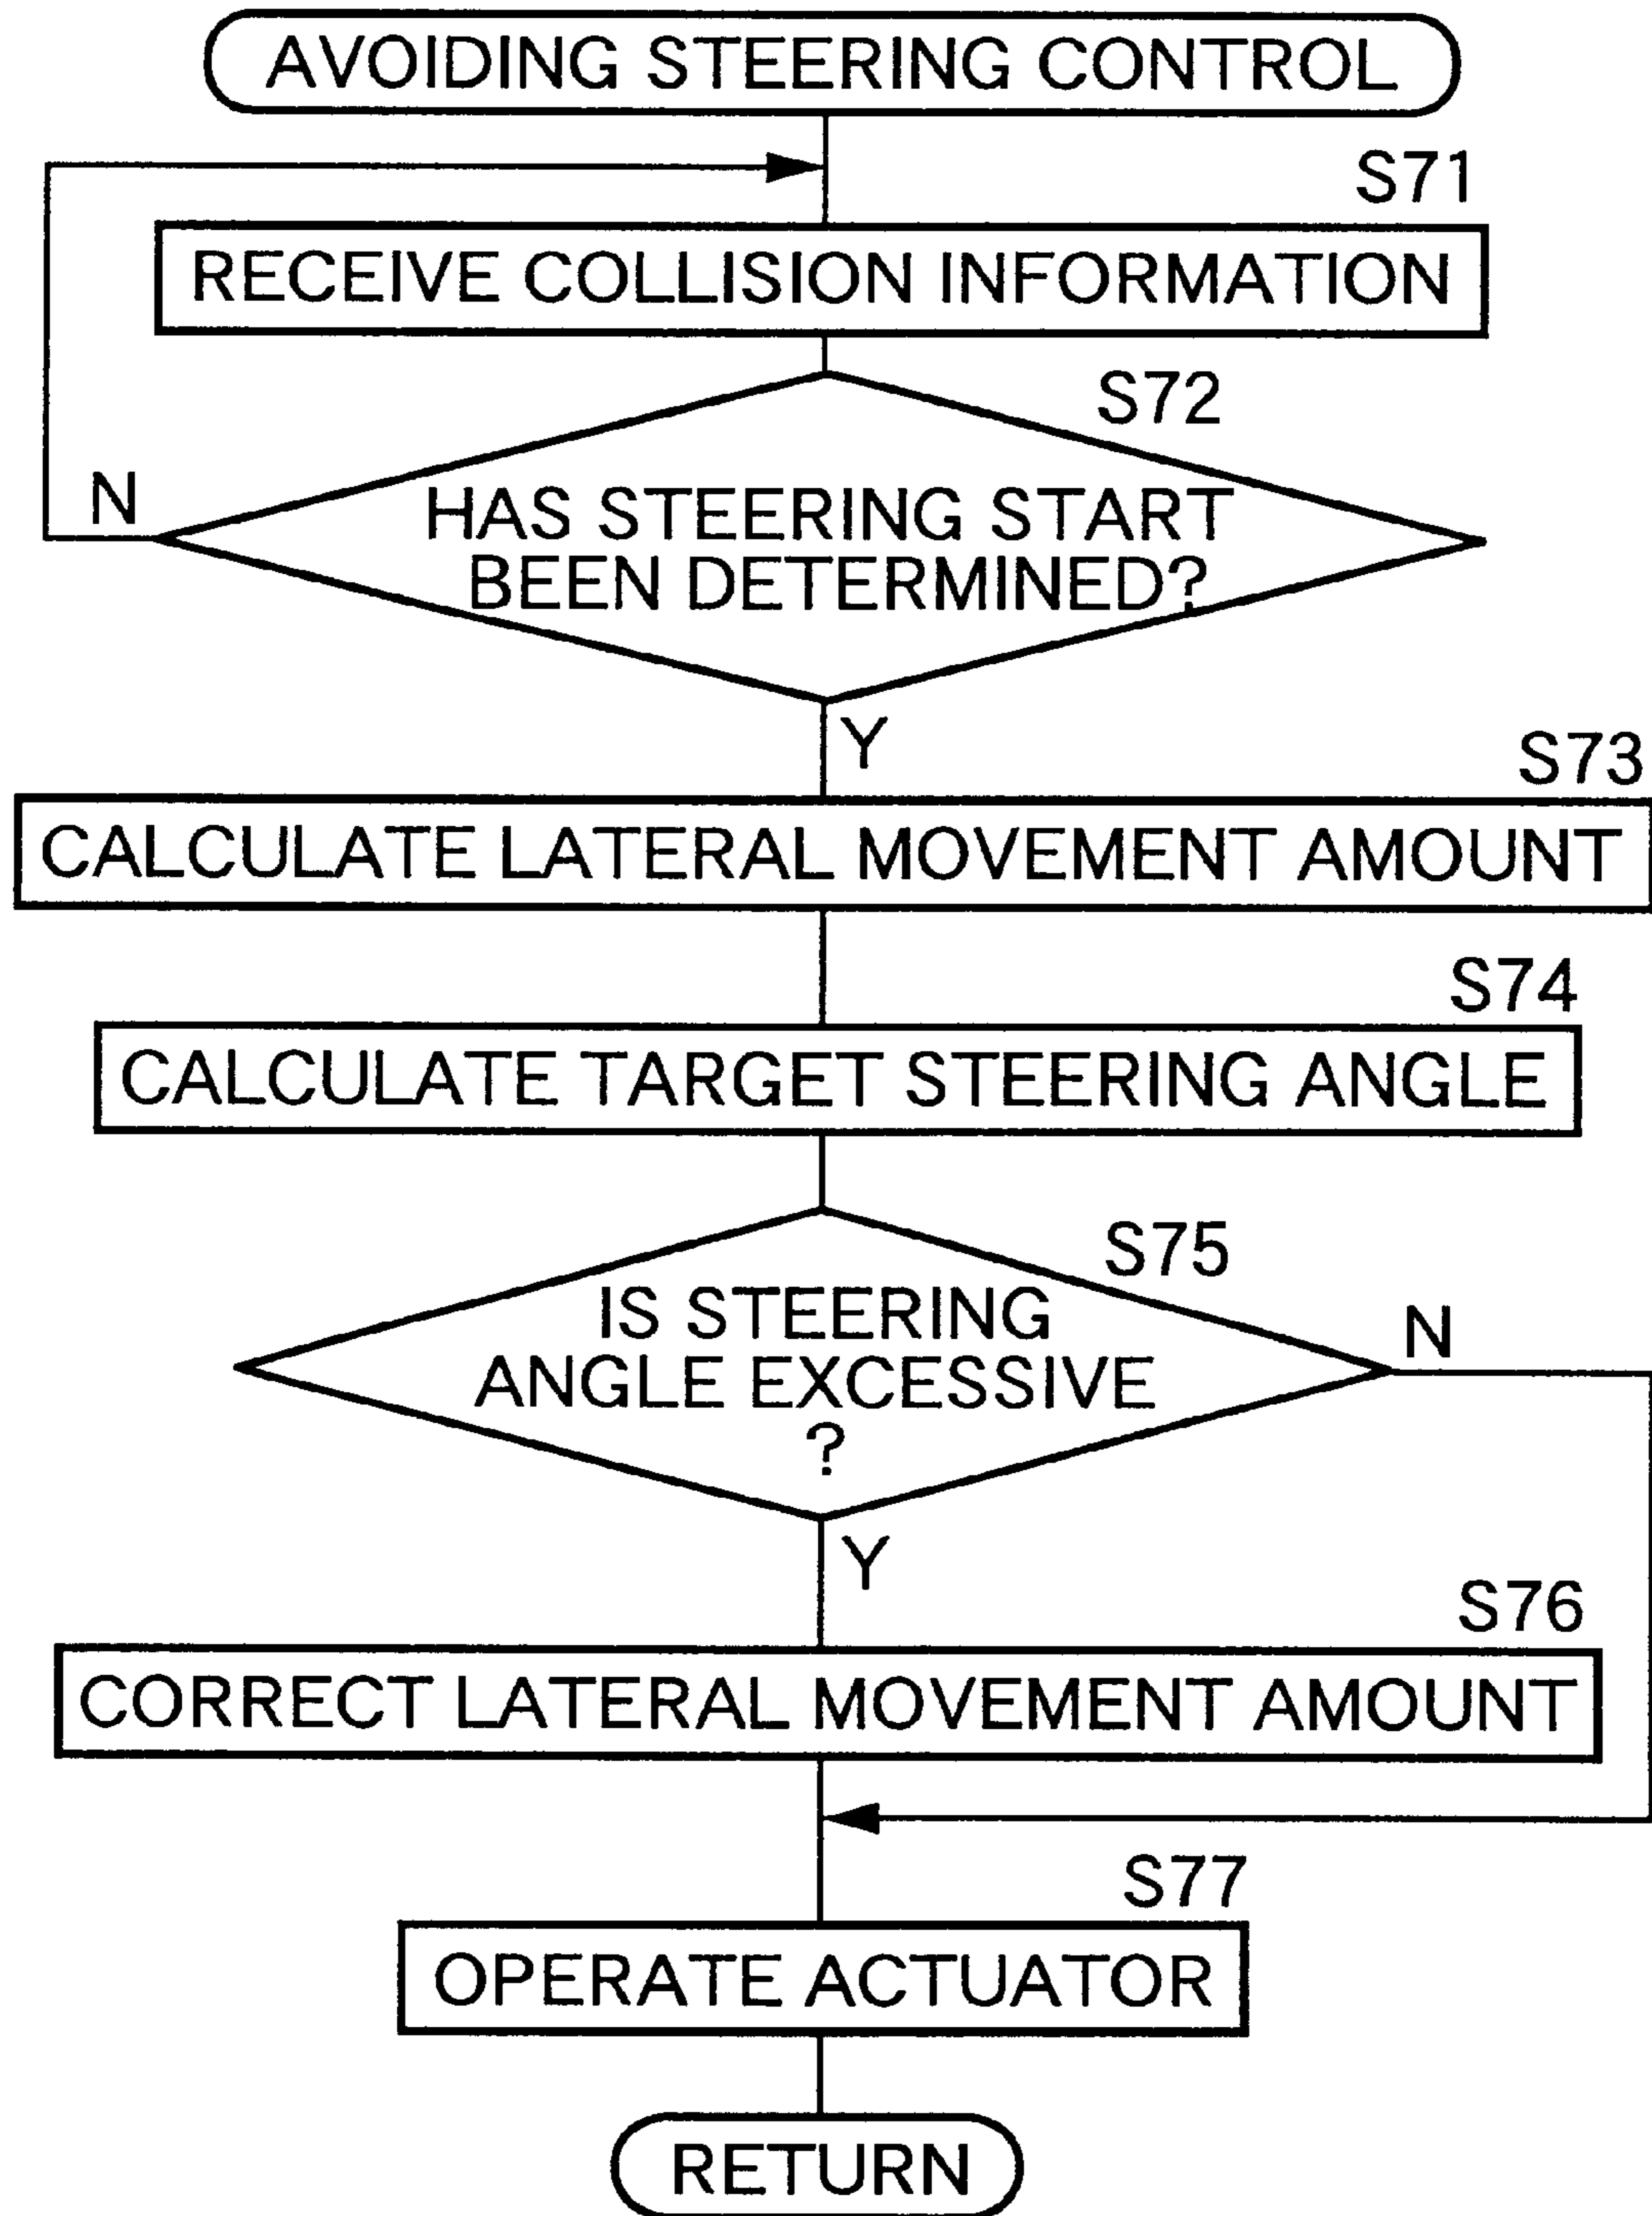 AVOIDING STEERING CONTROL
S71
RECEIVE COLLISION INFORMATION
S72
N
HAS STEERING START
BEEN DETERMINED?
Y
S73
CALCULATE LATERAL MOVEMENT AMOUNT
S74
CALCULATE TARGET STEERING ANGLE
S75
IS STEERING
N
ANGLE EXCESSIVE
?
Y
S76
CORRECT LATERAL MOVEMENT AMOUNT
S77
OPERATE ACTUATOR
RETURN